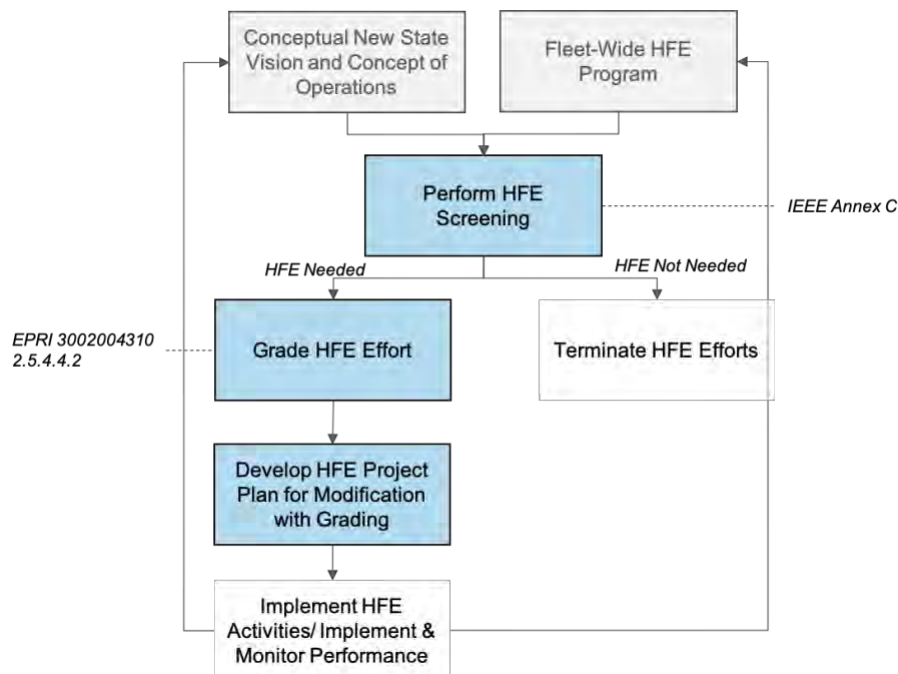 Conceptual New State
Vision and Concept of
Operations
Fleet-Wide HFE
Program
Perform HFE
Screening
IEEE Annex C
HFE Needed
HFE Not Needed
EPRI 3002004310
2.5.4.4.2
Grade HFE Effort
Terminate HFE Efforts
Develop HFE Project
Plan for Modification
with Grading
Implement HFE
Activities/ Implement &
Monitor Performance